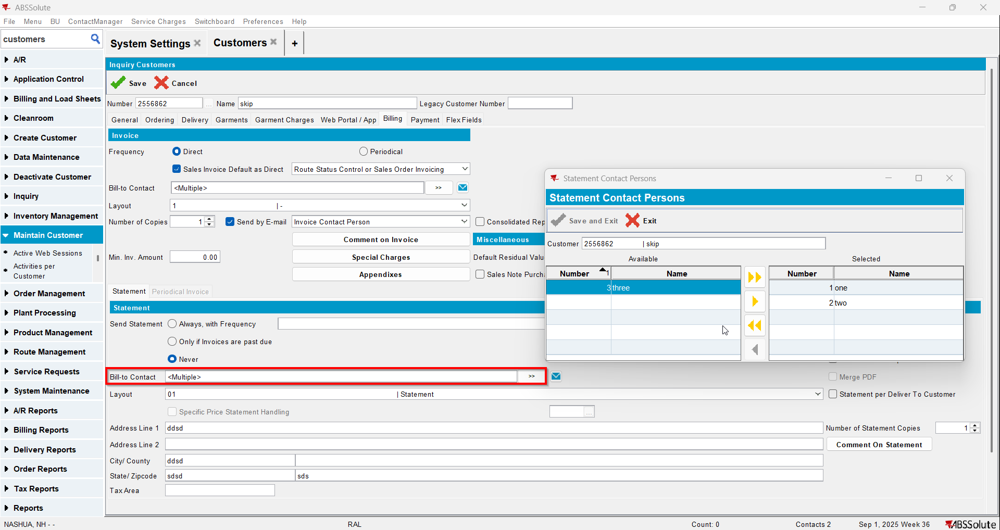 ABSSolute
File Menu BU ContactManager Service Charges Switchboard Preferences Help
customers
System Settings Customers +
A/R
Application Control
Billing and Load Sheets
Cleanroom
Create Customer
Data Maintenance
Deactivate Customer
Inquiry
Inventory Management
Maintain Customer
Active Web Sessions
Activities per
Customer
Order Management
Plant Processing
Product Management
Route Management
Service Requests
System Maintenance
A/R Reports
Billing Reports
Delivery Reports
Order Reports
Tax Reports
Reports
Inquiry Customers
Save Cancel
Number 2556862 ... Name skip Legacy Customer Number
General Ordering Delivery Garments Garment Charges Web Portal / App Billing Payment Flex Fields
Invoice
Frequency Direct Periodical
Sales Invoice Default as Direct Route Status Control or Sales Order Invoicing
Bill-to Contact <Multiple> >>
Layout 1 | -
Number of Copies 1 Send by E-mail Invoice Contact Person Consolidated Rep
Comment on Invoice Miscellaneous
Min. Inv. Amount 0.00 Special Charges Default Residual Valu
Appendixes Sales Note Purch
Statement Periodical Invoice
Statement
Send Statement Always, with Frequency
Only if Invoices are past due
Never
Bill-to Contact <Multiple> >> Merge PDF
Layout 01 | Statement Statement per Deliver To Customer
Specific Price Statement Handling ...
Address Line 1 ddsd Number of Statement Copies 1
Address Line 2 Comment On Statement
City/ County ddsd
State/ Zipcode sdsd sds
Tax Area
Statement Contact Persons
Statement Contact Persons
Save and Exit Exit
Customer 2556862 | skip
Available Selected
Number 1 Name Number Name
3 three 1 one
2 two
NASHUA, NH - - RAL Count: 0 Contacts 2 Sep 1, 2025 Week 36 ABSSolute